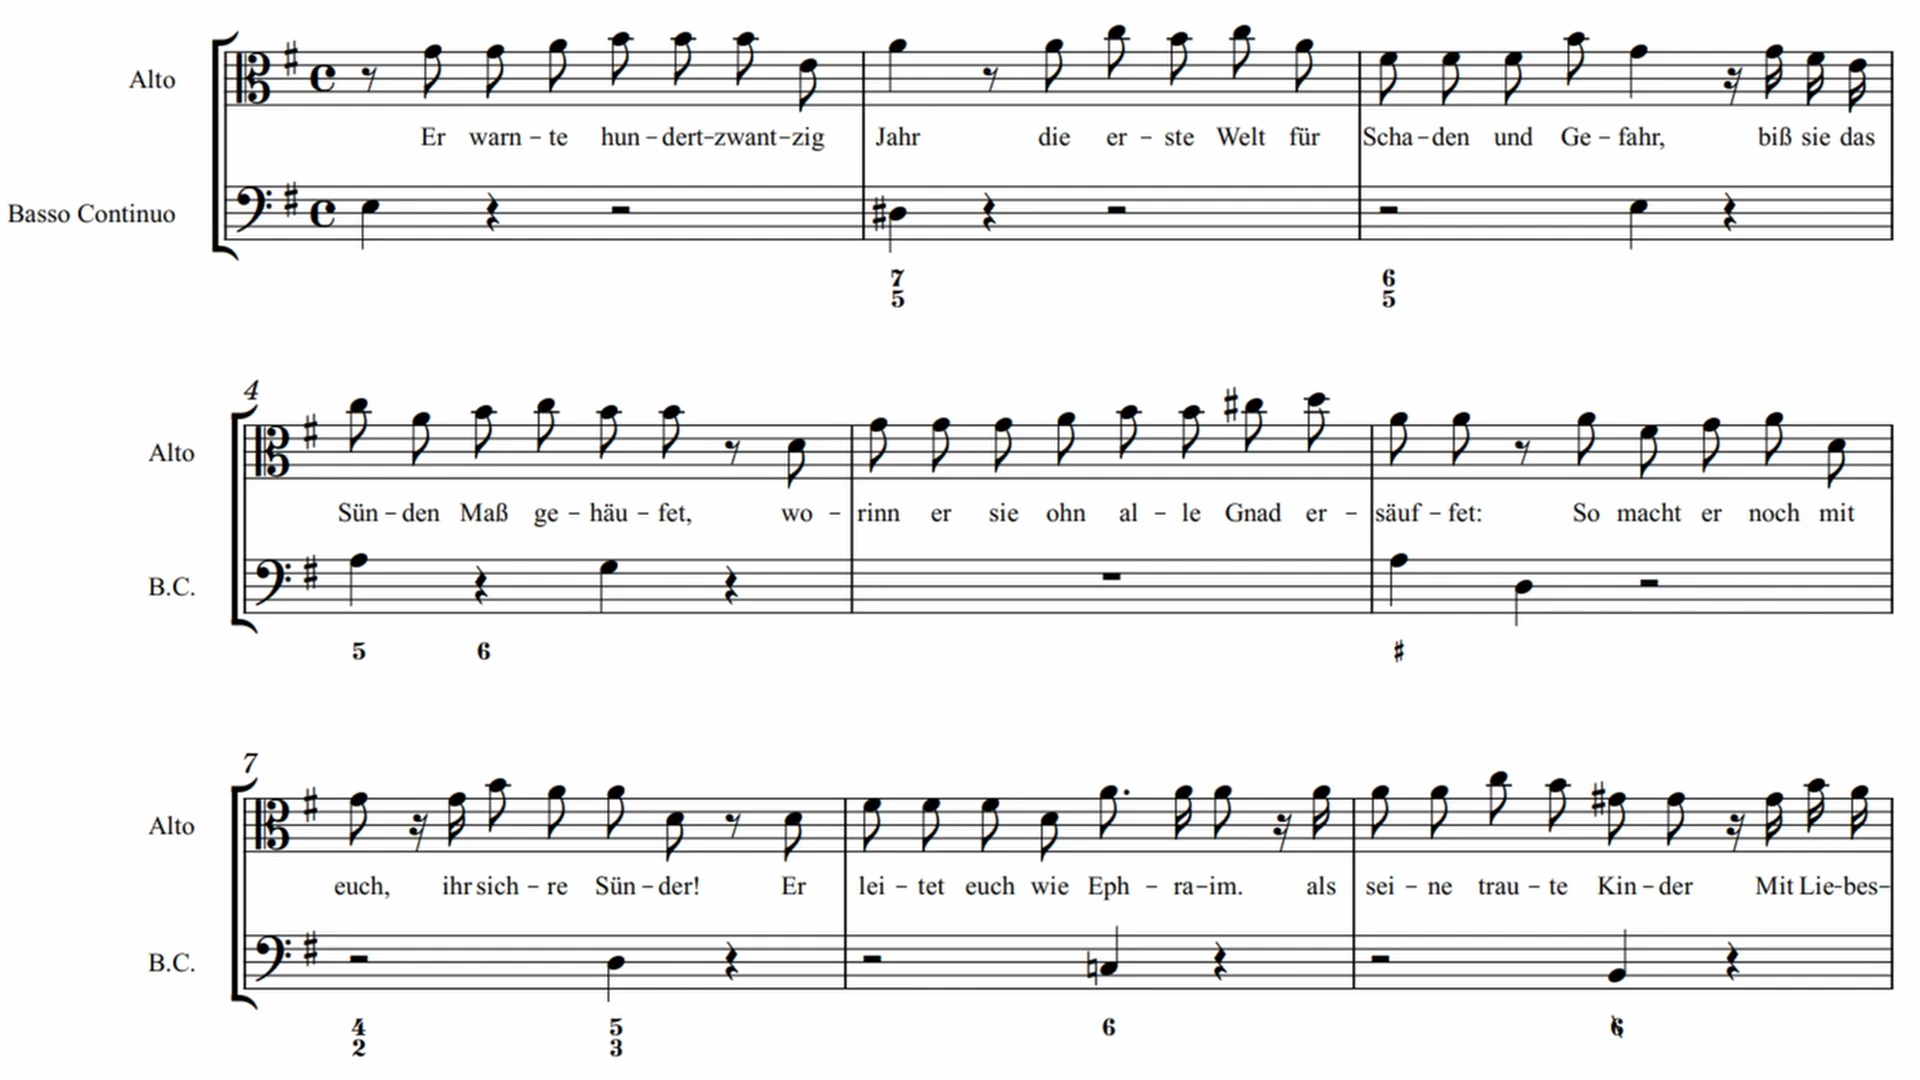 Alto
Er warn – te hun – dert–zwant–zig Jahr die er – ste Welt für Scha – den und Ge – fahr, biß sie das
Basso Continuo
7 6
5 5
4
Alto
Sün – den Maß ge – häu – fet, wo – rinn er sie ohn al – le Gnad er – säuf – fet: So macht er noch mit
B.C.
5 6 ♯
7
Alto
euch, ihr sich – re Sün – der! Er lei – tet euch wie Eph – ra–im. als sei – ne trau – te Kin – der Mit Lie–bes–
B.C.
4 5 6 6
2 3